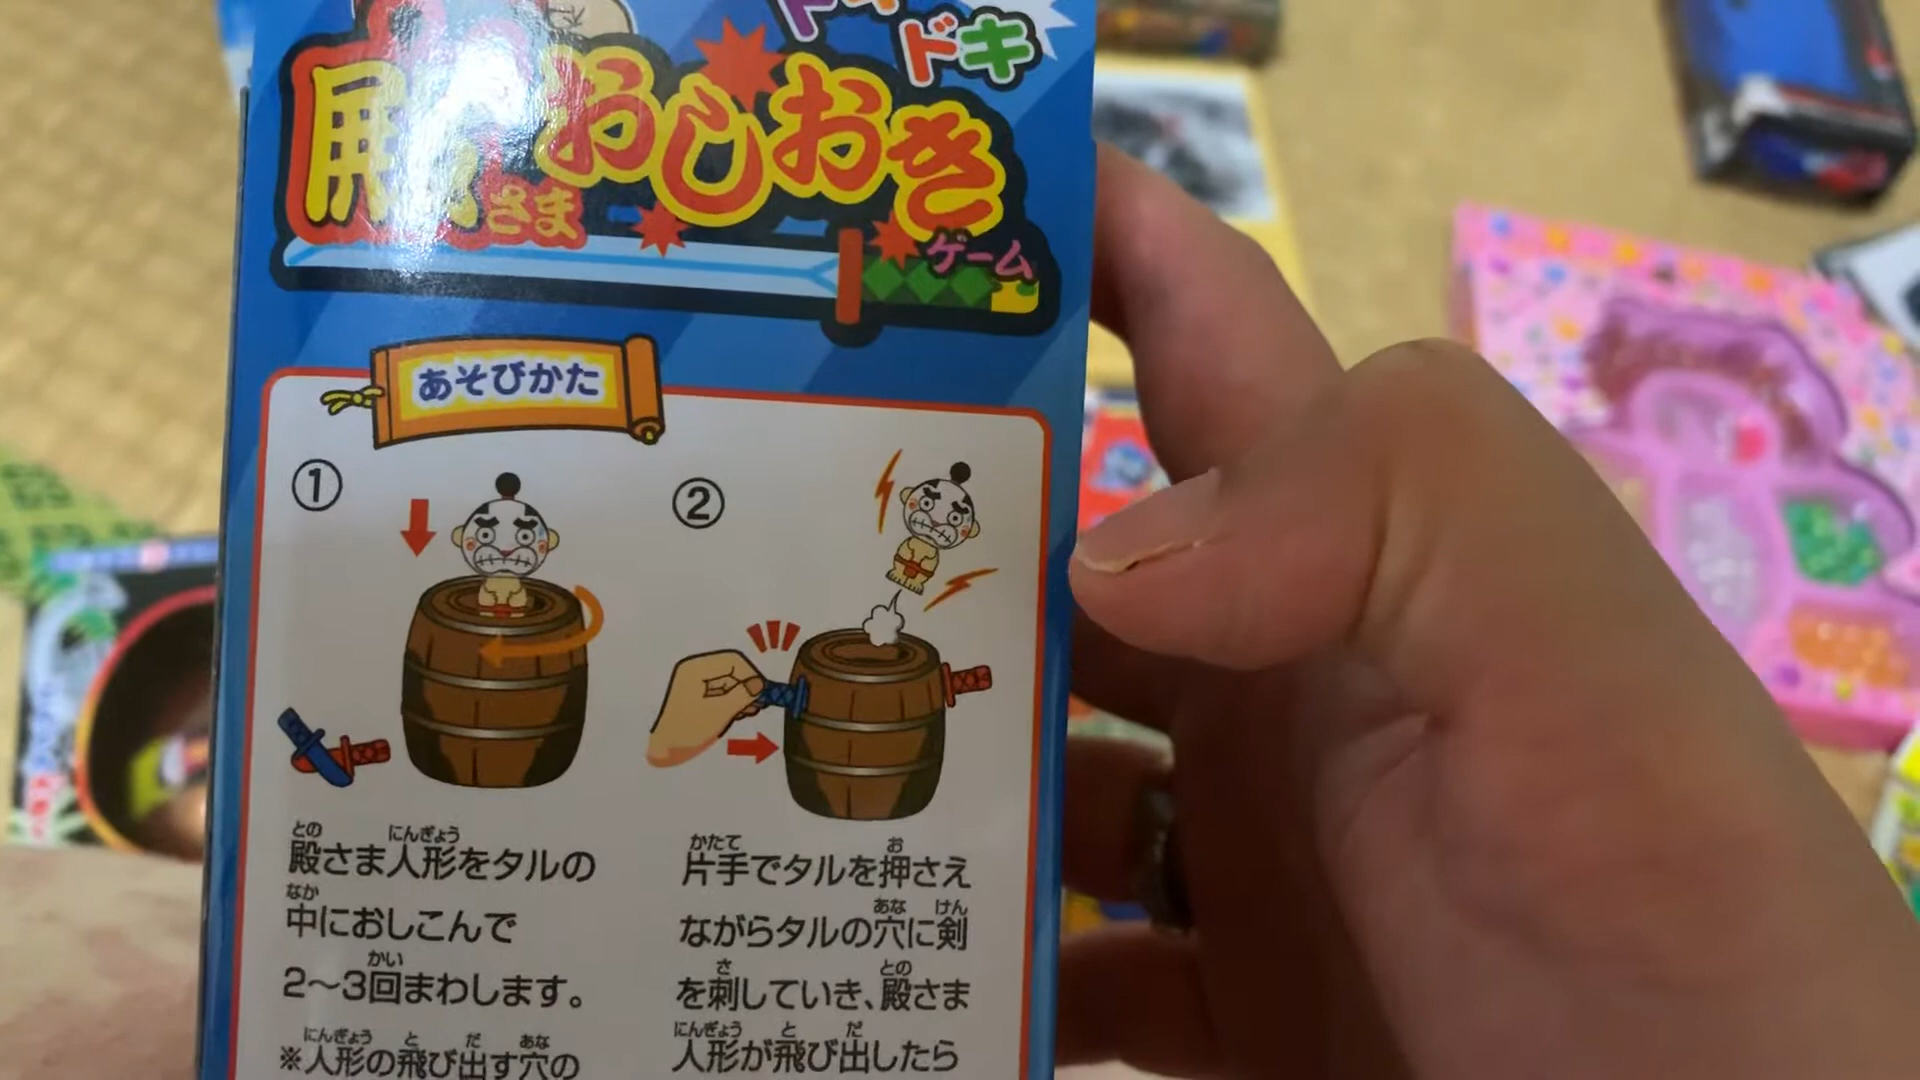 ドキ
殿さまおしおき
ゲーム
あそびかた
①
殿さま人形をタルの
中におしこんで
2〜3回まわします。
※人形の飛び出す穴の
②
片手でタルを押さえ
ながらタルの穴に剣
を刺していき、殿さま
人形が飛び出したら